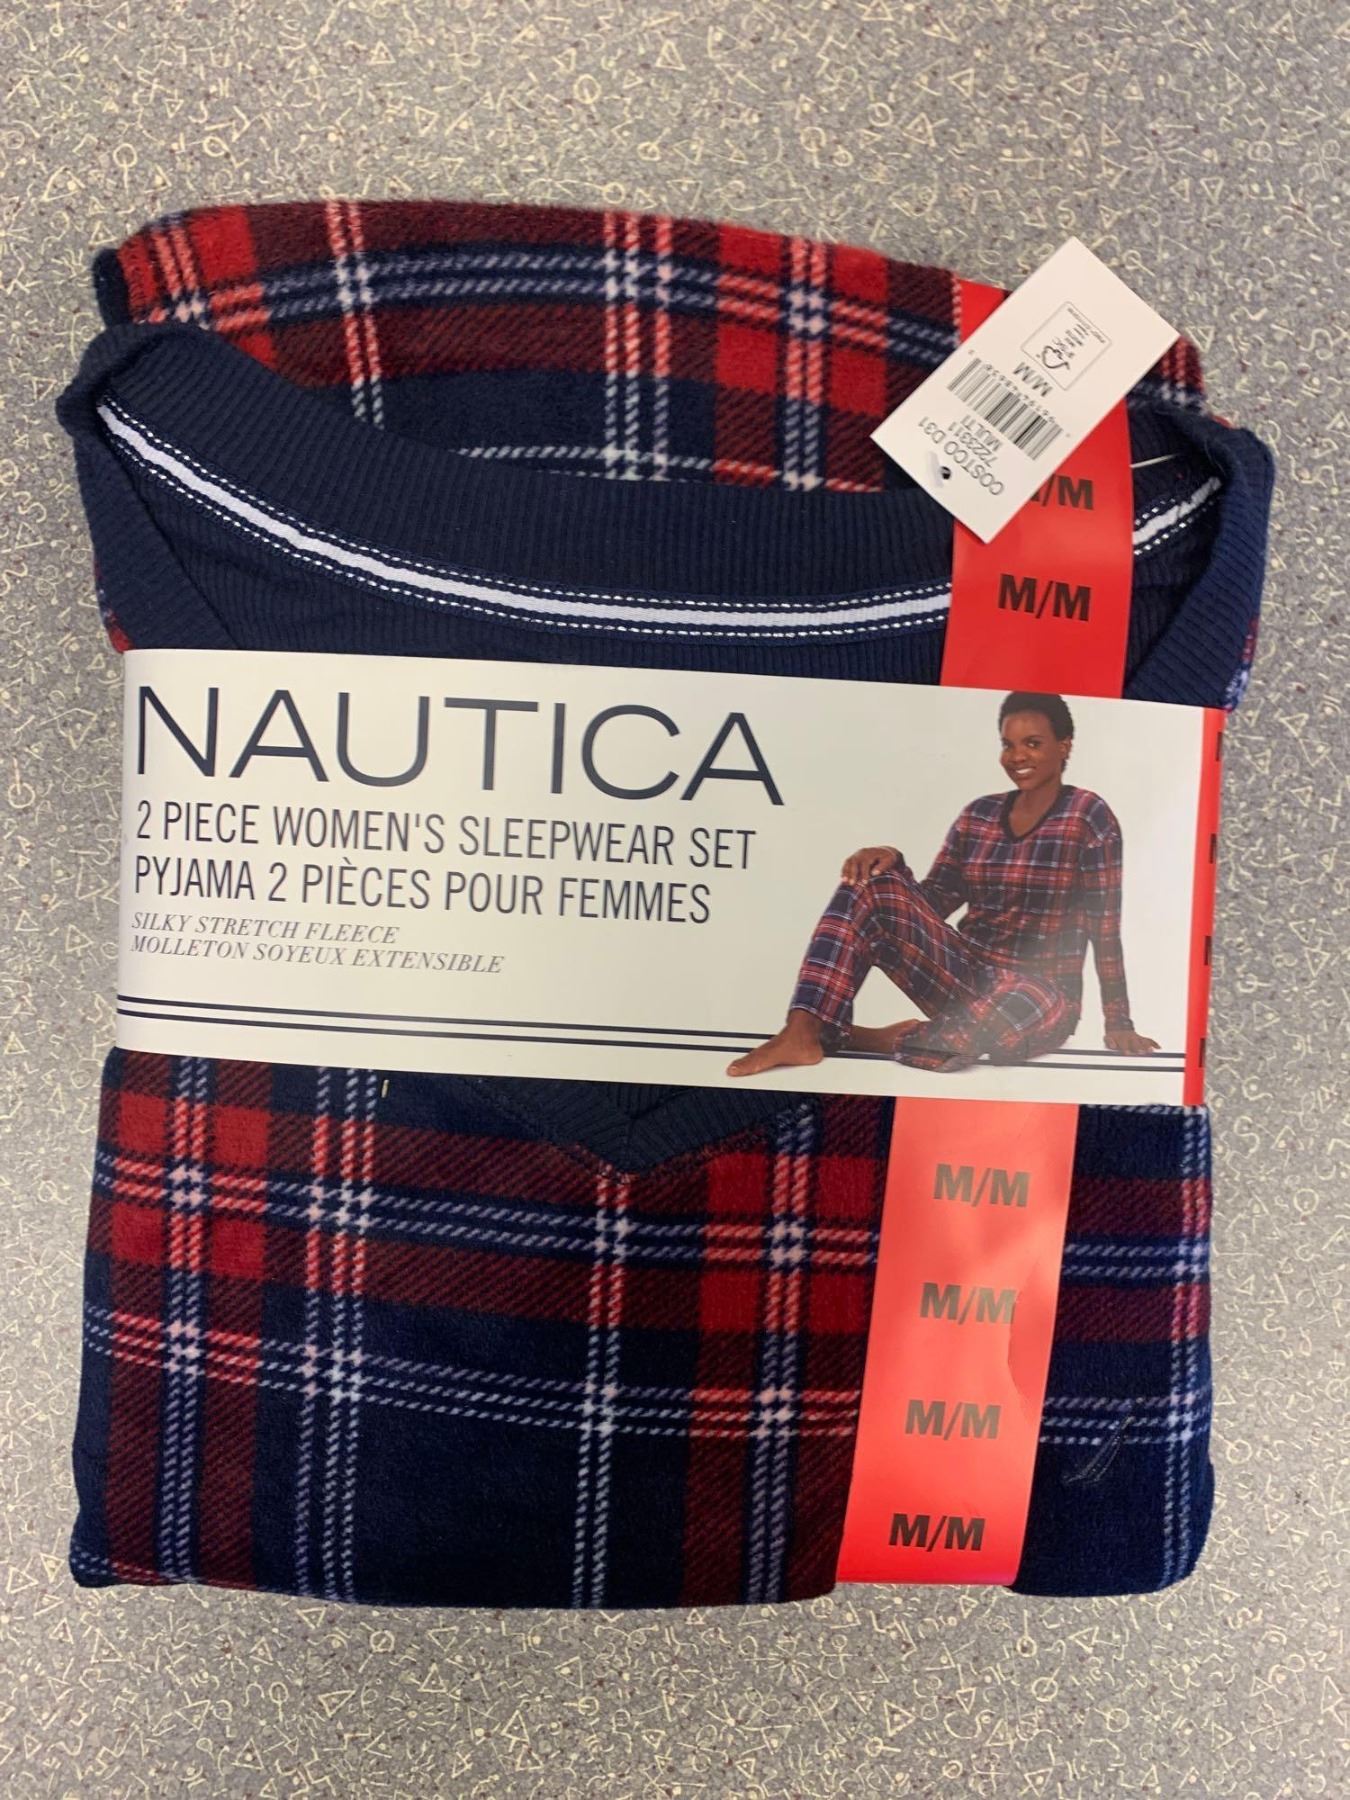 COSTCO D31
7223311
MULTI
M/M
M/M
M/M
NAUTICA
2 PIECE WOMEN'S SLEEPWEAR SET
PYJAMA 2 PIÈCES POUR FEMMES
SILKY STRETCH FLEECE
MOLLETON SOYEUX EXTENSIBLE
M/M
M/M
M/M
M/M